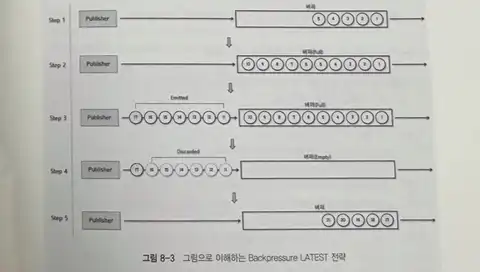 버퍼
Step 1 Publisher 5 4 3 2 1
버퍼(Full)
Step 2 Publisher 10 9 8 7 6 5 4 3 2 1
Emitted
버퍼(Full)
Step 3 Publisher 17 16 15 14 13 12 11 10 9 8 7 6 5 4 3 2 1
Discarded
버퍼(Empty)
Step 4 Publisher 17 16 15 14 13 12 11
버퍼
Step 5 Publisher 21 20 19 18 17
그림 8-3 그림으로 이해하는 Backpressure LATEST 전략